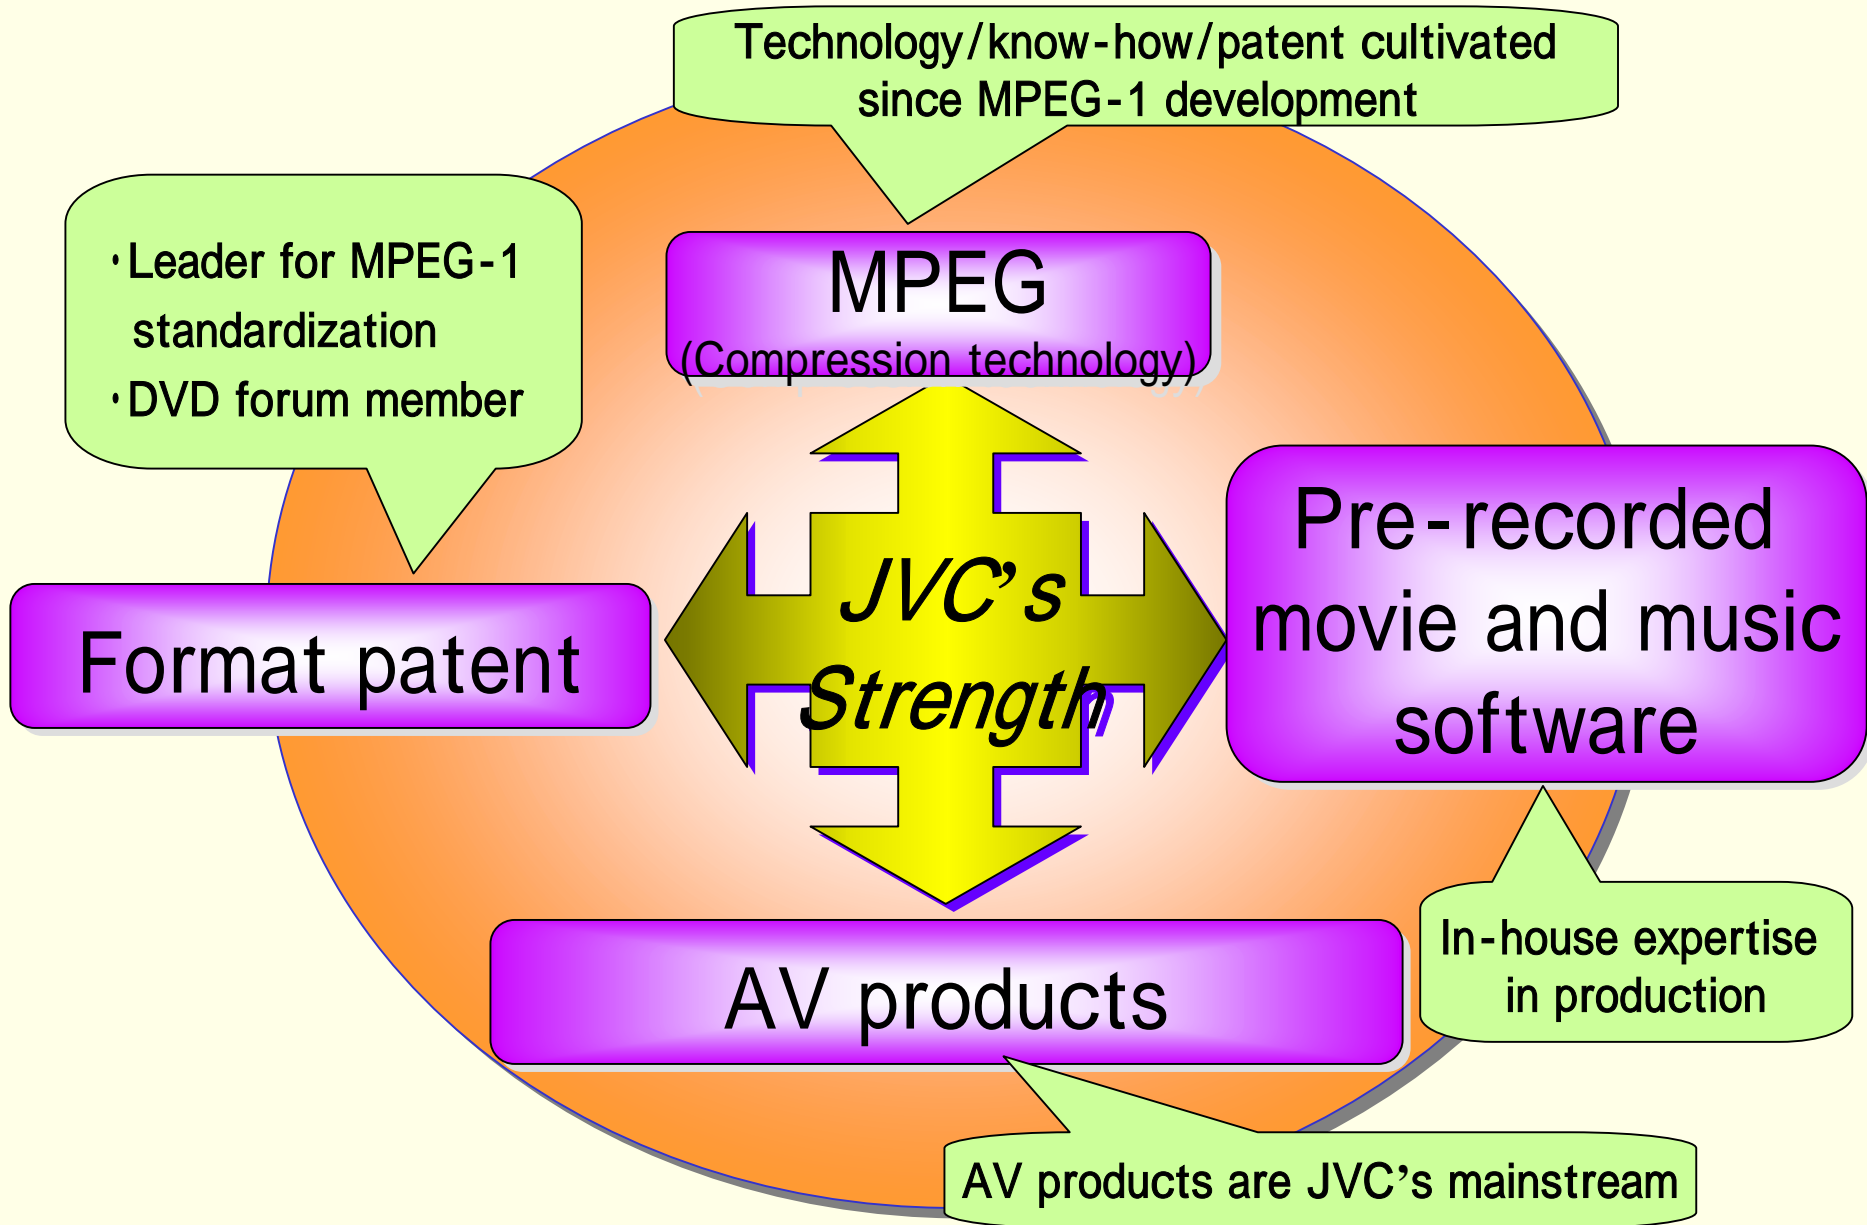 Technology/know-how/patent cultivated
since MPEG-1 development
・Leader for MPEG-1
standardization
・DVD forum member
MPEG
(Compression technology)
Format patent
JVC’s
Strength
Pre-recorded
movie and music
software
In-house expertise
in production
AV products
AV products are JVC’s mainstream